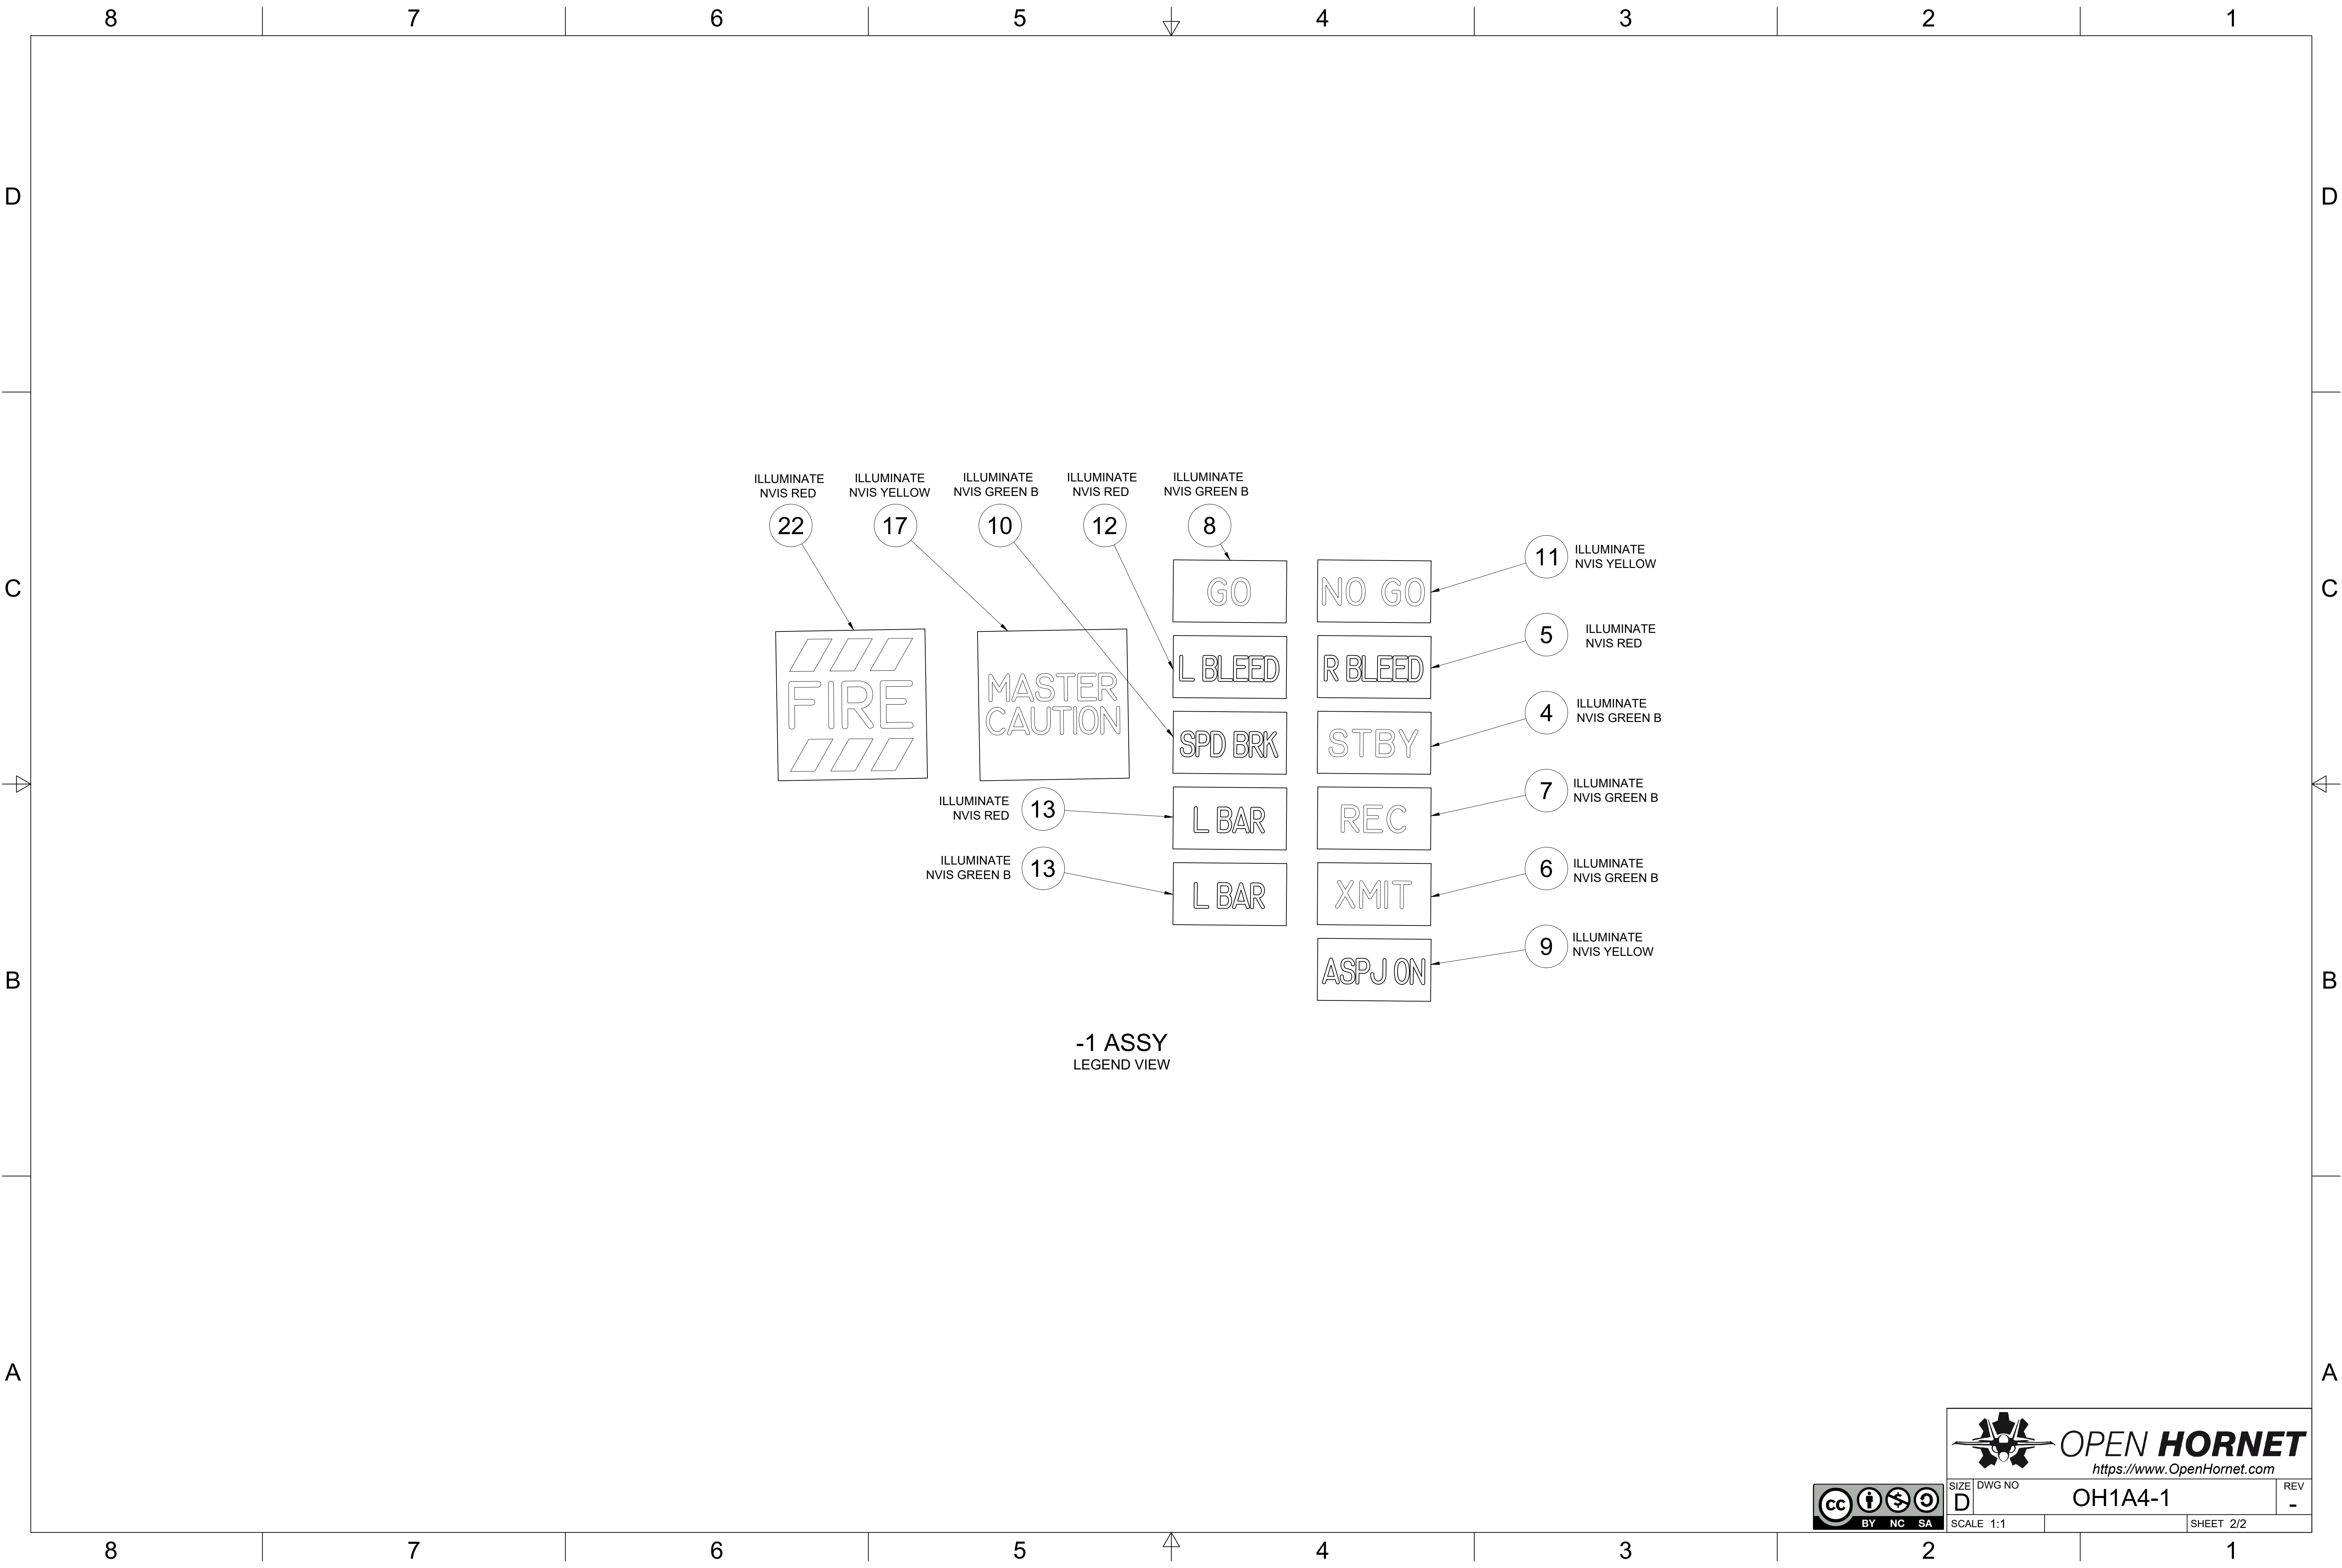 8 7 6 5 4 3 2 1
D D
ILLUMINATE
NVIS RED
22
ILLUMINATE
NVIS YELLOW
17
ILLUMINATE
NVIS GREEN B
10
ILLUMINATE
NVIS RED
12
ILLUMINATE
NVIS GREEN B
8
11
ILLUMINATE
NVIS YELLOW
C C
GO
NO GO
5
ILLUMINATE
NVIS RED
L BLEED
R BLEED
FIRE
MASTER
CAUTION
4
ILLUMINATE
NVIS GREEN B
SPD BRK
STBY
ILLUMINATE
NVIS RED
13
L BAR
REC
7
ILLUMINATE
NVIS GREEN B
ILLUMINATE
NVIS GREEN B
13
L BAR
XMIT
6
ILLUMINATE
NVIS GREEN B
ASPJ ON
9
ILLUMINATE
NVIS YELLOW
B B
-1 ASSY
LEGEND VIEW
A A
OPEN HORNET
https://www.OpenHornet.com
cc
BY NC SA
SIZE
D
DWG NO
OH1A4-1
REV
-
SCALE 1:1
SHEET 2/2
8 7 6 5 4 3 2 1